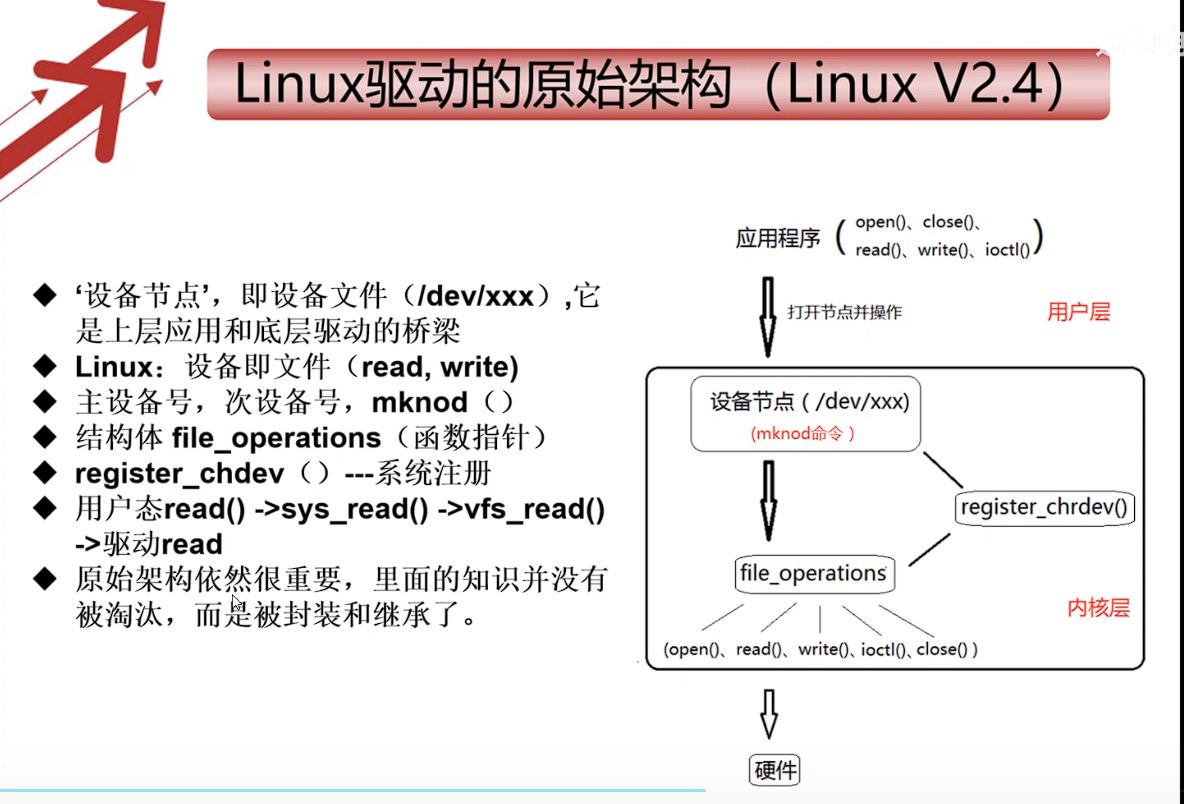 Linux驱动的原始架构（Linux V2.4）
‘设备节点’，即设备文件（/dev/xxx）,它
是上层应用和底层驱动的桥梁
Linux：设备即文件（read, write)
主设备号，次设备号，mknod（）
结构体 file_operations（函数指针）
register_chdev（）---系统注册
用户态read() ->sys_read() ->vfs_read()
->驱动read
原始架构依然很重要，里面的知识并没有
被淘汰，而是被封装和继承了。
应用程序
( open()、close()、
read()、write()、ioctl() )
打开节点并操作
用户层
设备节点 ( /dev/xxx)
(mknod命令 )
register_chrdev()
file_operations
内核层
(open()、read()、write()、ioctl()、close() )
硬件